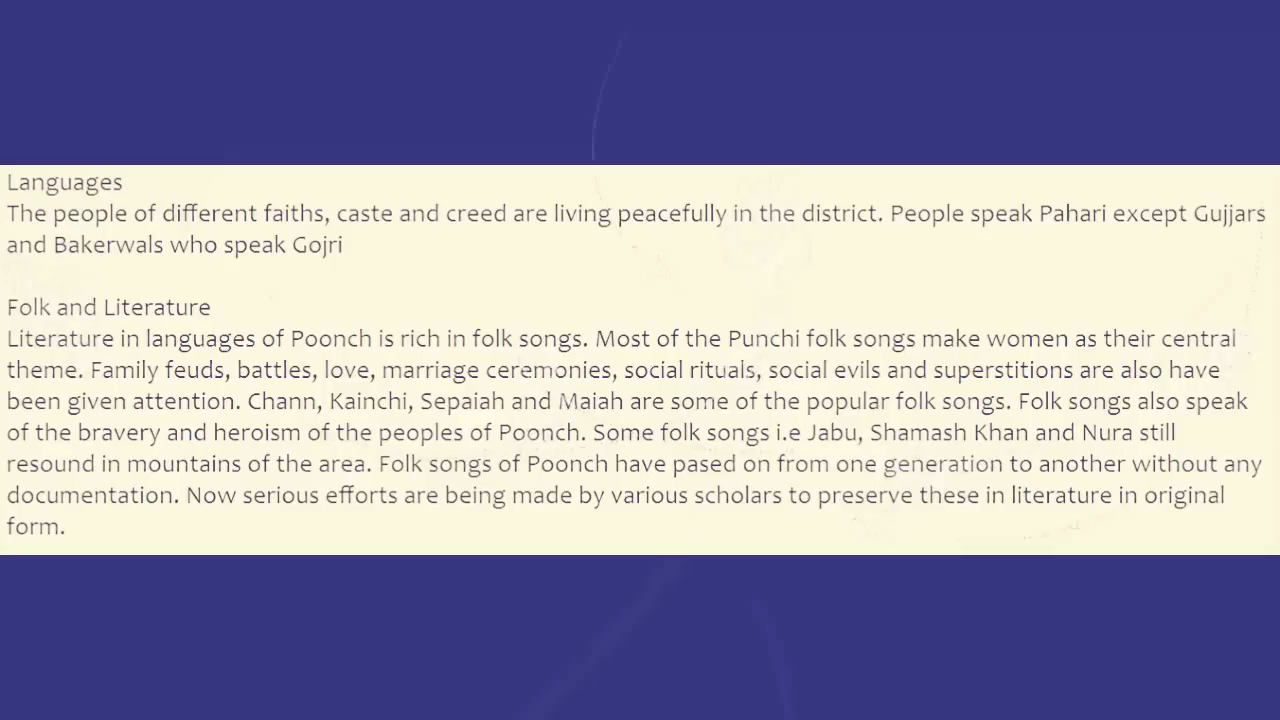 Languages
The people of different faiths, caste and creed are living peacefully in the district. People speak Pahari except Gujjars
and Bakerwals who speak Gojri
Folk and Literature
Literature in languages of Poonch is rich in folk songs. Most of the Punchi folk songs make women as their central
theme. Family feuds, battles, love, marriage ceremonies, social rituals, social evils and superstitions are also have
been given attention. Chann, Kainchi, Sepaiah and Maiah are some of the popular folk songs. Folk songs also speak
of the bravery and heroism of the peoples of Poonch. Some folk songs i.e Jabu, Shamash Khan and Nura still
resound in mountains of the area. Folk songs of Poonch have pased on from one generation to another without any
documentation. Now serious efforts are being made by various scholars to preserve these in literature in original
form.